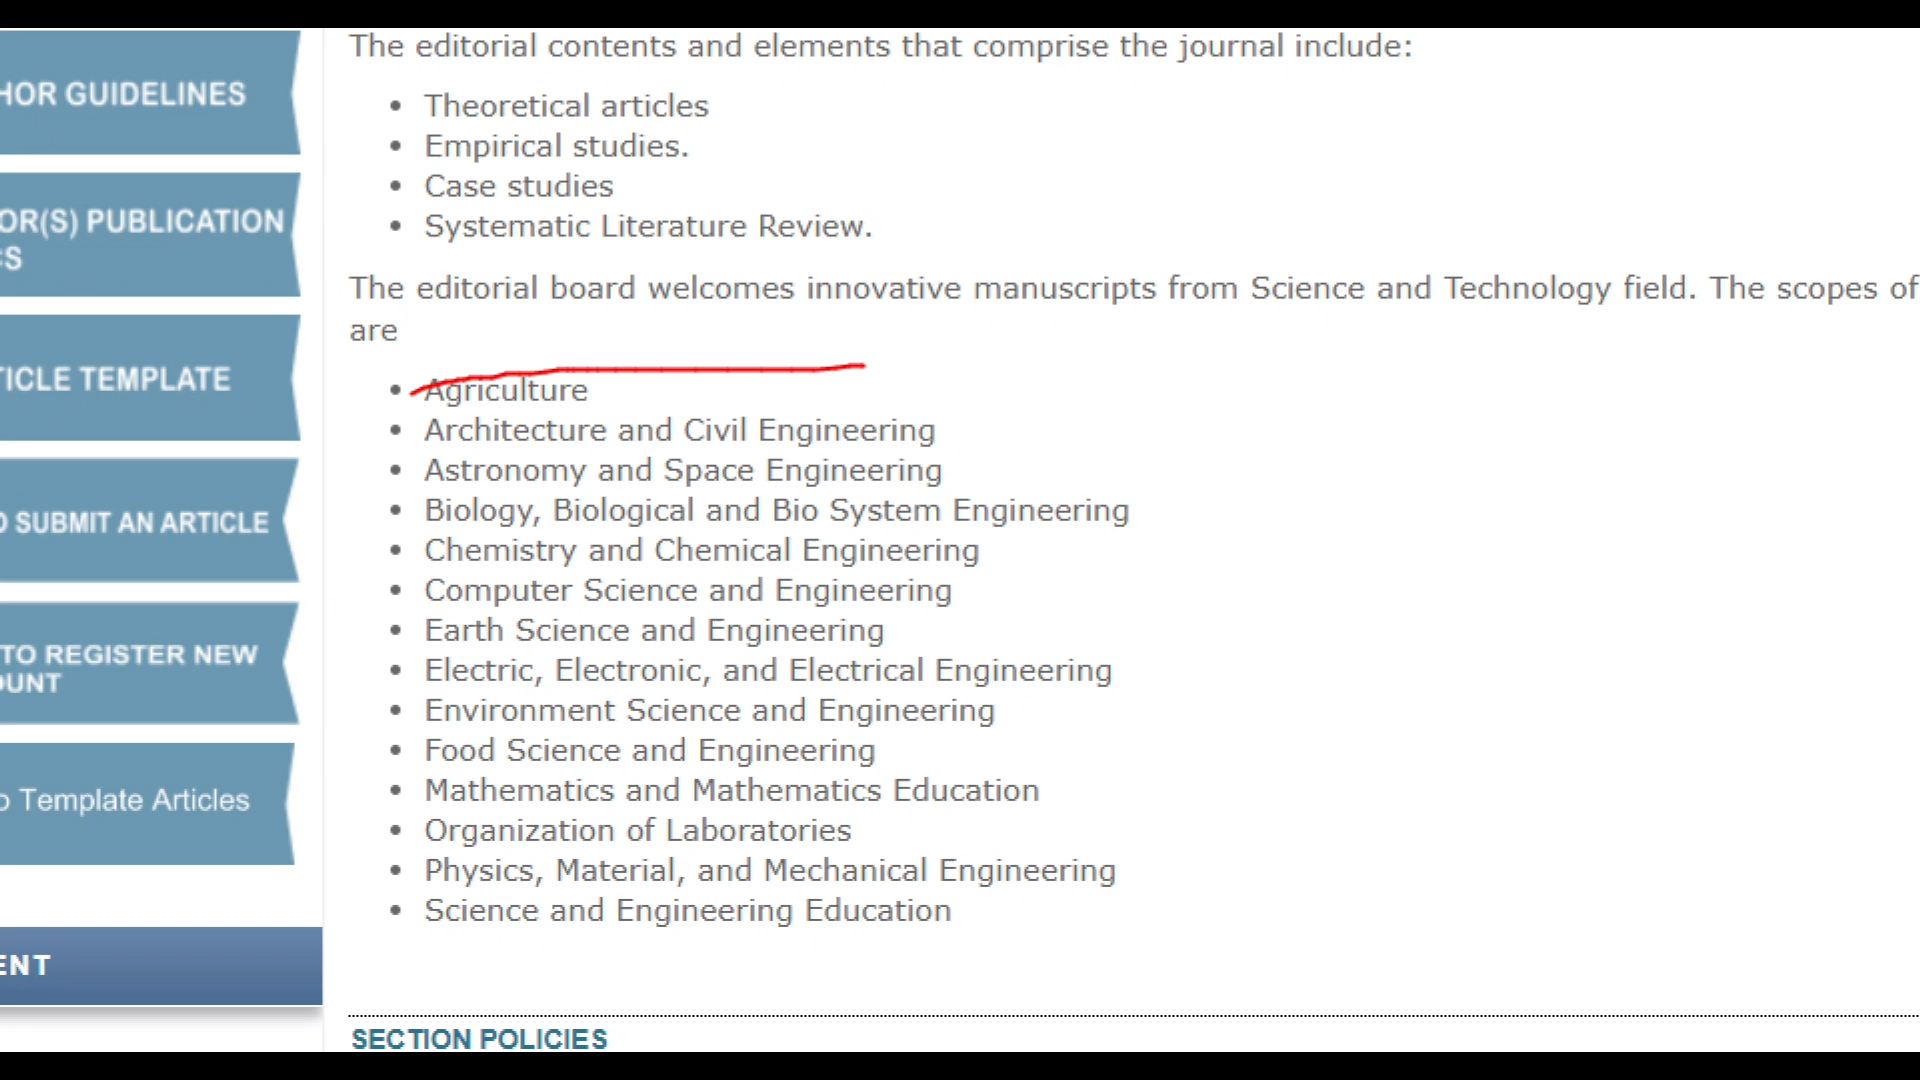 The editorial contents and elements that comprise the journal include:
• Theoretical articles
• Empirical studies.
• Case studies
• Systematic Literature Review.
The editorial board welcomes innovative manuscripts from Science and Technology field. The scopes of
are
• Agriculture
• Architecture and Civil Engineering
• Astronomy and Space Engineering
• Biology, Biological and Bio System Engineering
• Chemistry and Chemical Engineering
• Computer Science and Engineering
• Earth Science and Engineering
• Electric, Electronic, and Electrical Engineering
• Environment Science and Engineering
• Food Science and Engineering
• Mathematics and Mathematics Education
• Organization of Laboratories
• Physics, Material, and Mechanical Engineering
• Science and Engineering Education
SECTION POLICIES
HOR GUIDELINES
OR(S) PUBLICATION
CS
TICLE TEMPLATE
O SUBMIT AN ARTICLE
TO REGISTER NEW
OUNT
o Template Articles
ENT